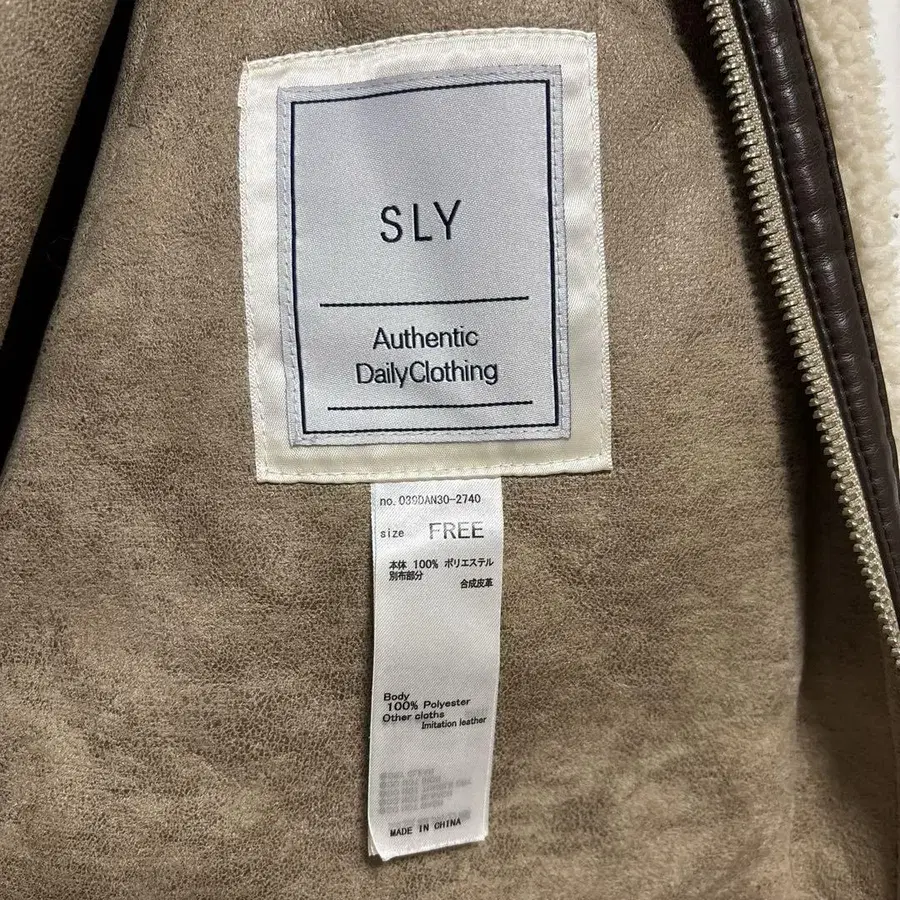 SLY
Authentic
DailyClothing
no. 039DAN30-2740
size FREE
本体 100% ポリエステル
別布部分
合成皮革
Body
100% Polyester
Other cloths
Imitation leather
MADE IN CHINA